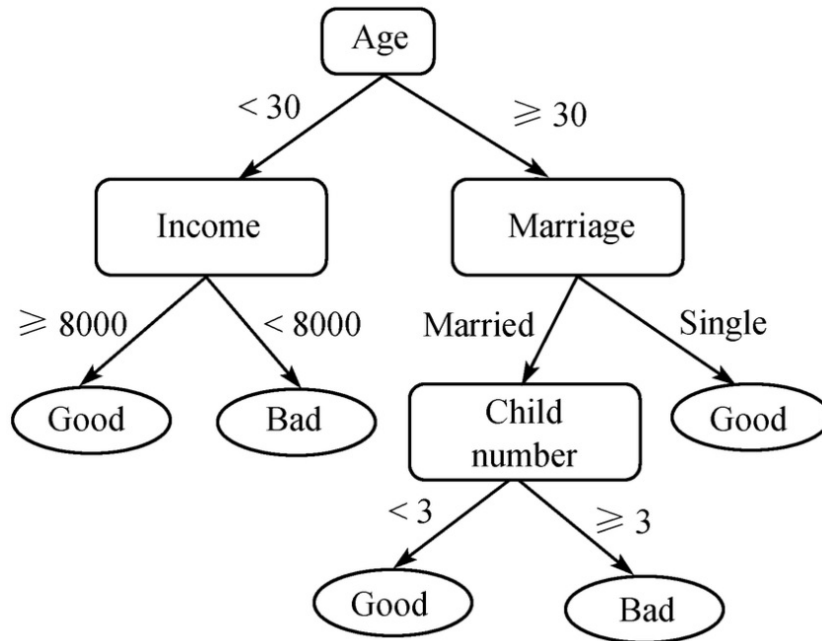 Age
< 30
≥ 30
Income
Marriage
≥ 8000
< 8000
Married
Single
Good
Bad
Child
number
Good
< 3
≥ 3
Good
Bad